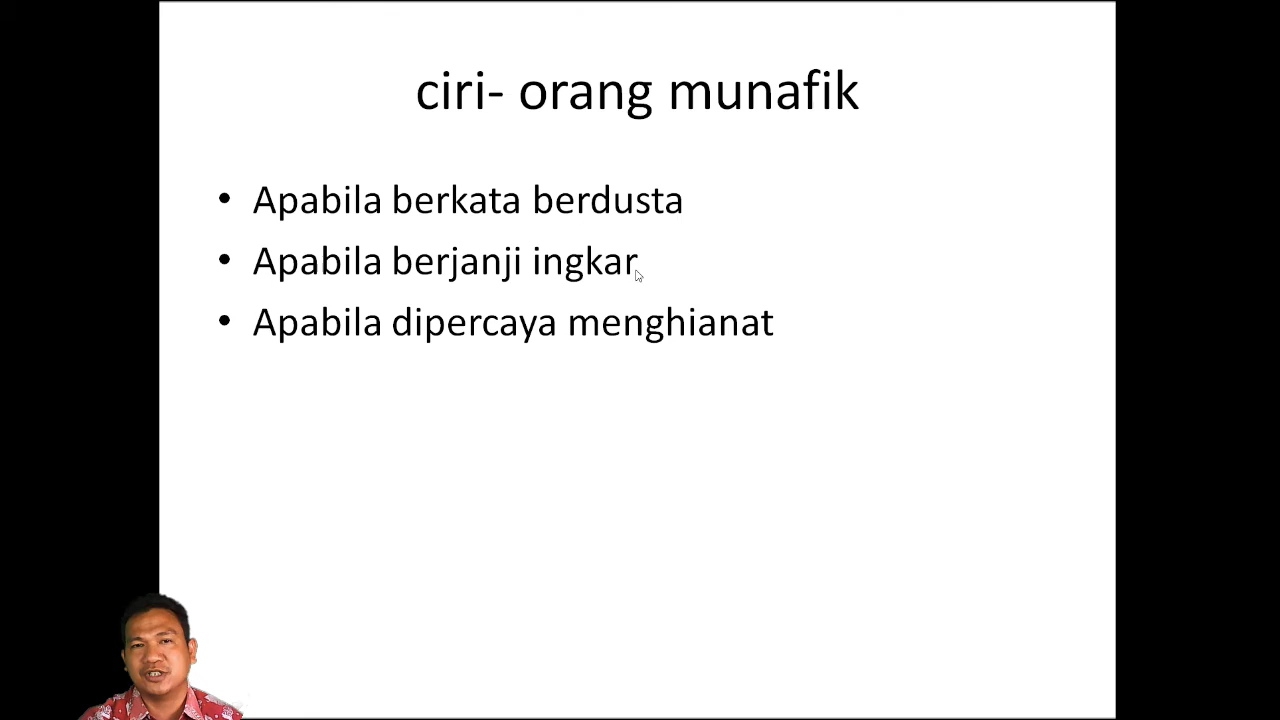 ciri- orang munafik
• Apabila berkata berdusta
• Apabila berjanji ingkar
• Apabila dipercaya menghianat